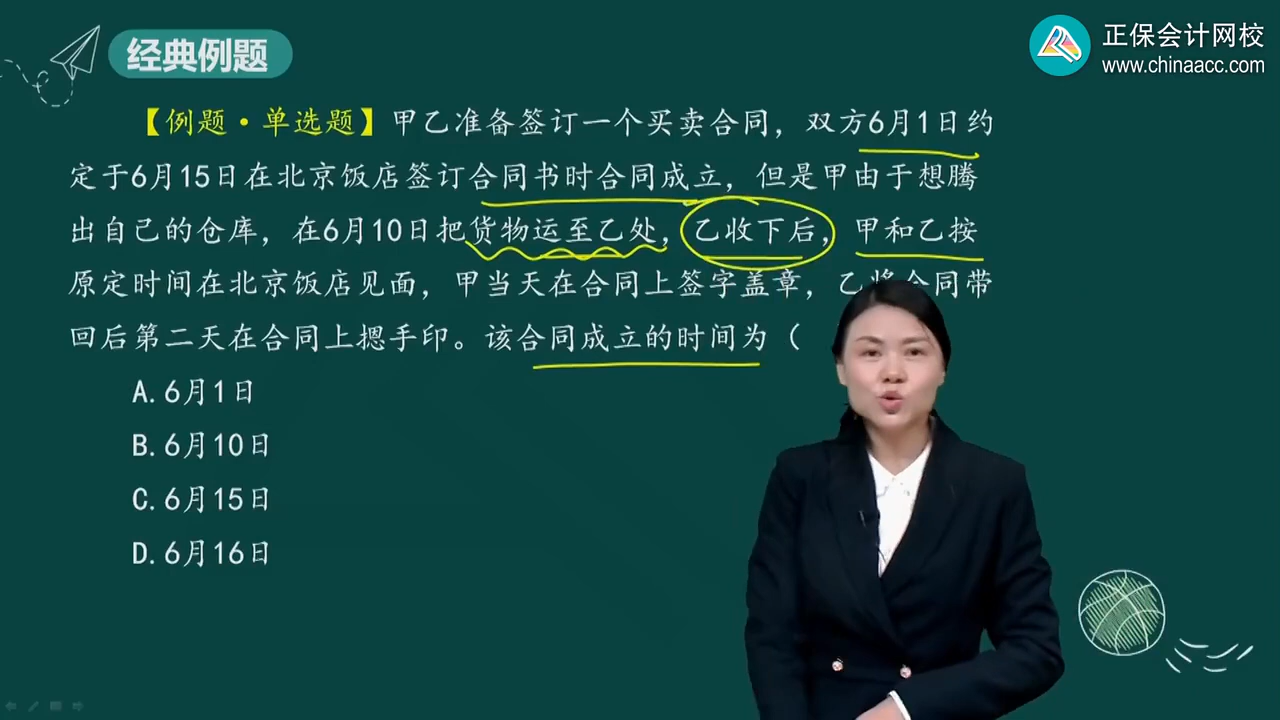 经典例题
正保会计网校
www.chinaacc.com
【例题·单选题】甲乙准备签订一个买卖合同，双方6月1日约
定于6月15日在北京饭店签订合同书时合同成立，但是甲由于想腾
出自己的仓库，在6月10日把货物运至乙处，乙收下后，甲和乙按
原定时间在北京饭店见面，甲当天在合同上签字盖章，乙将合同带
回后第二天在合同上摁手印。该合同成立的时间为（
A.6月1日
B.6月10日
C.6月15日
D.6月16日